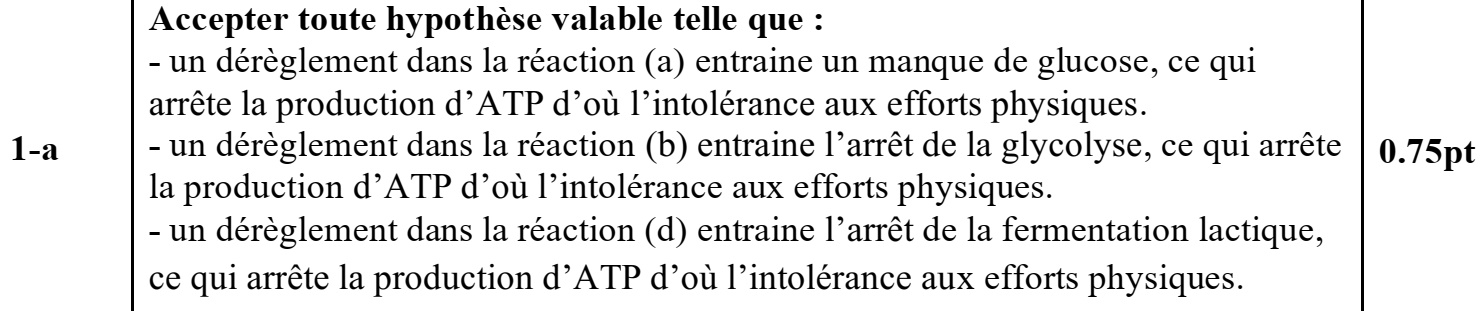 Accepter toute hypothèse valable telle que :
- un dérèglement dans la réaction (a) entraine un manque de glucose, ce qui
arrête la production d’ATP d’où l’intolérance aux efforts physiques.
1-a
- un dérèglement dans la réaction (b) entraine l’arrêt de la glycolyse, ce qui arrête
0.75pt
la production d’ATP d’où l’intolérance aux efforts physiques.
- un dérèglement dans la réaction (d) entraine l’arrêt de la fermentation lactique,
ce qui arrête la production d’ATP d’où l’intolérance aux efforts physiques.